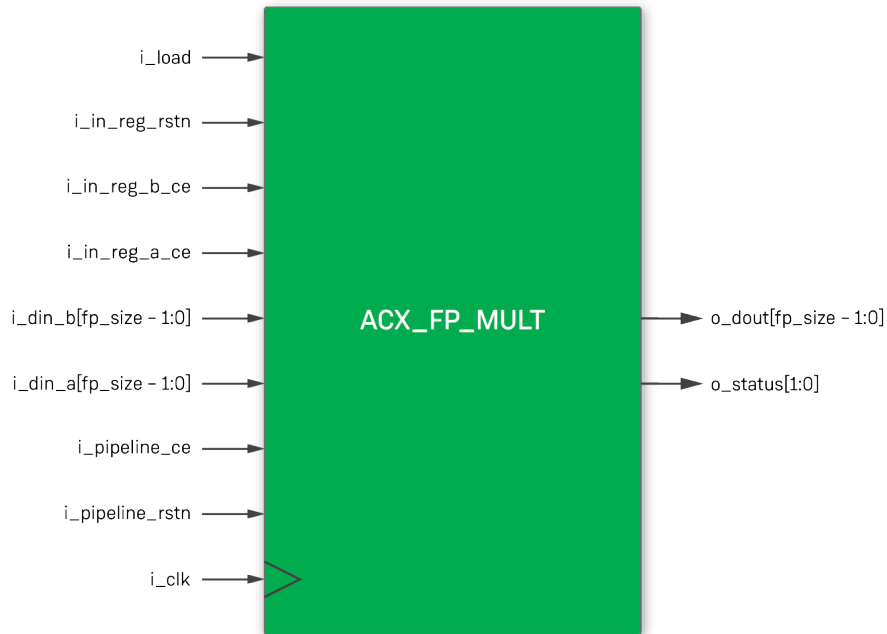 i_load
i_in_reg_rstn
i_in_reg_b_ce
i_in_reg_a_ce
i_din_b[fp_size – 1:0]
i_din_a[fp_size – 1:0]
i_pipeline_ce
i_pipeline_rstn
i_clk
ACX_FP_MULT
o_dout[fp_size – 1:0]
o_status[1:0]